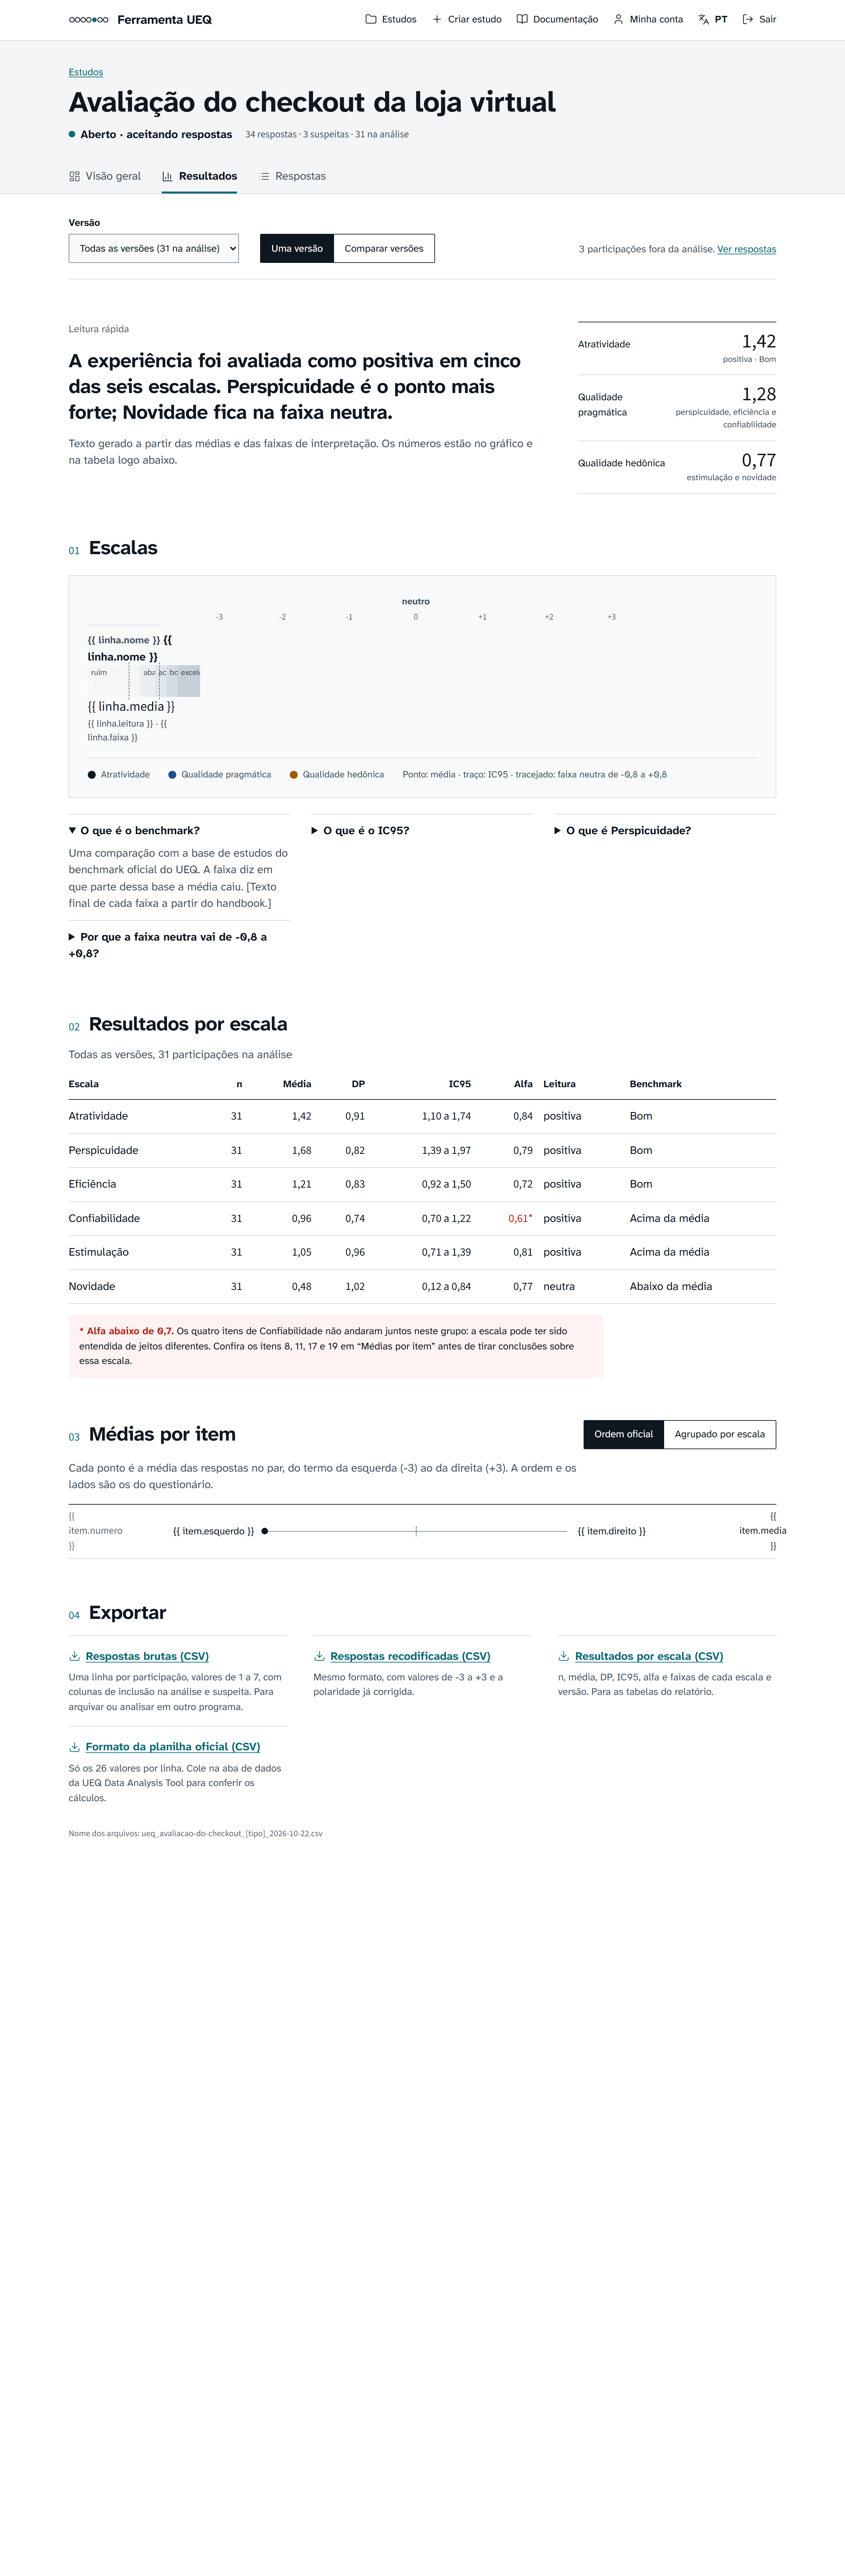 Ferramenta UEQ
Estudos
Criar estudo
Documentação
Minha conta
PT
Sair
Estudos
Avaliação do checkout da loja virtual
Aberto · aceitando respostas
34 respostas · 3 suspeitas · 31 na análise
Visão geral
Resultados
Respostas
Versão
Todas as versões (31 na análise)
Uma versão
Comparar versões
3 participações fora da análise. Ver respostas
Leitura rápida
A experiência foi avaliada como positiva em cinco
das seis escalas. Perspicuidade é o ponto mais
forte; Novidade fica na faixa neutra.
Texto gerado a partir das médias e das faixas de interpretação. Os números estão no gráfico e
na tabela logo abaixo.
Atratividade
1,42
positiva · Bom
Qualidade
pragmática
1,28
perspicuidade, eficiência e
confiabilidade
Qualidade hedônica
0,77
estimulação e novidade
01 Escalas
neutro
-3 -2 -1 0 +1 +2 +3
{{ linha.nome }} {{
linha.nome }}
ruim
{{ linha.media }}
{{ linha.leitura }} · {{
linha.faixa }}
Atratividade
Qualidade pragmática
Qualidade hedônica
Ponto: média · traço: IC95 · tracejado: faixa neutra de -0,8 a +0,8
▼ O que é o benchmark?
Uma comparação com a base de estudos do
benchmark oficial do UEQ. A faixa diz em
que parte dessa base a média caiu. [Texto
final de cada faixa a partir do handbook.]
▶ Por que a faixa neutra vai de -0,8 a
+0,8?
▶ O que é o IC95?
▶ O que é Perspicuidade?
02 Resultados por escala
Todas as versões, 31 participações na análise
Escala n Média DP IC95 Alfa Leitura Benchmark
Atratividade 31 1,42 0,91 1,10 a 1,74 0,84 positiva Bom
Perspicuidade 31 1,68 0,82 1,39 a 1,97 0,79 positiva Bom
Eficiência 31 1,21 0,83 0,92 a 1,50 0,72 positiva Bom
Confiabilidade 31 0,96 0,74 0,70 a 1,22 0,61* positiva Acima da média
Estimulação 31 1,05 0,96 0,71 a 1,39 0,81 positiva Acima da média
Novidade 31 0,48 1,02 0,12 a 0,84 0,77 neutra Abaixo da média
* Alfa abaixo de 0,7. Os quatro itens de Confiabilidade não andaram juntos neste grupo: a escala pode ter sido
entendida de jeitos diferentes. Confira os itens 8, 11, 17 e 19 em “Médias por item” antes de tirar conclusões sobre
essa escala.
03 Médias por item
Ordem oficial
Agrupado por escala
Cada ponto é a média das respostas no par, do termo da esquerda (-3) ao da direita (+3). A ordem e os
lados são os do questionário.
{{
item.numero
}}
{{ item.esquerdo }}
{{ item.direito }}
{{
item.media
}}
04 Exportar
Respostas brutas (CSV)
Uma linha por participação, valores de 1 a 7, com
colunas de inclusão na análise e suspeita. Para
arquivar ou analisar em outro programa.
Respostas recodificadas (CSV)
Mesmo formato, com valores de -3 a +3 e a
polaridade já corrigida.
Resultados por escala (CSV)
n, média, DP, IC95, alfa e faixas de cada escala e
versão. Para as tabelas do relatório.
Formato da planilha oficial (CSV)
Só os 26 valores por linha. Cole na aba de dados
da UEQ Data Analysis Tool para conferir os
cálculos.
Nome dos arquivos: ueq_avaliacao-do-checkout_[tipo]_2026-10-22.csv